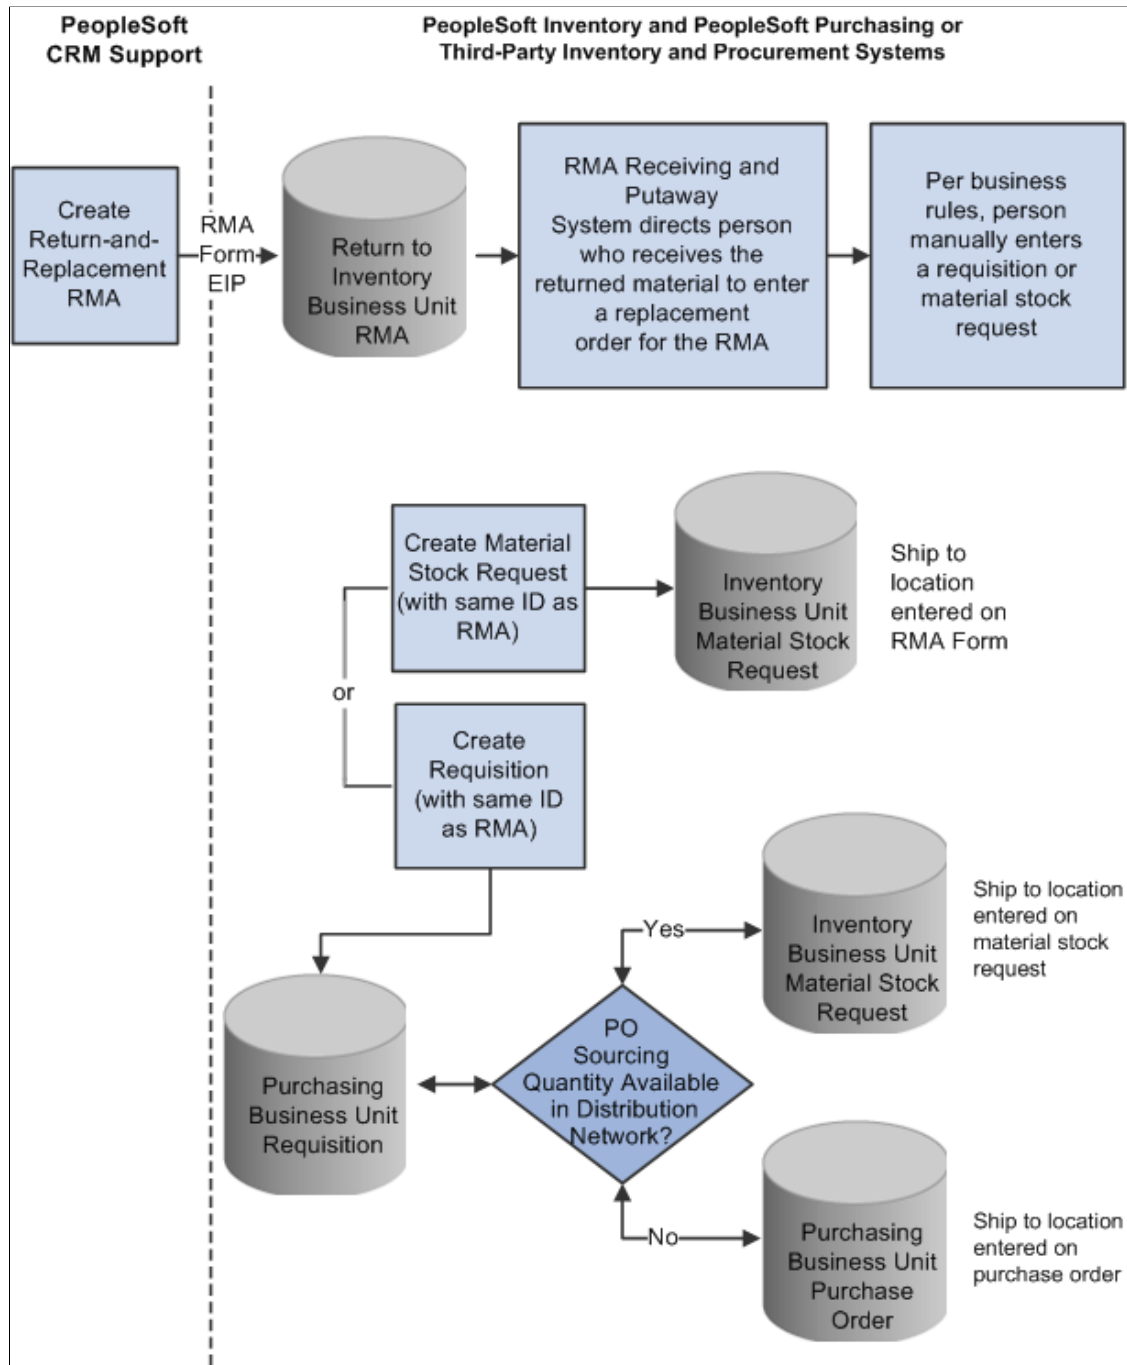 PeopleSoft
CRM Support
PeopleSoft Inventory and PeopleSoft Purchasing or
Third-Party Inventory and Procurement Systems
Create
Return-and-
Replacement
RMA
RMA
Form
EIP
Return to
Inventory
Business Unit
RMA
RMA Receiving and
Putaway
System directs person
who receives the
returned material to enter
a replacement
order for the RMA
Per business
rules, person
manually enters
a requisition or
material stock
request
Create Material
Stock Request
(with same ID as
RMA)
Inventory
Business Unit
Material Stock
Request
Ship to
location
entered on
RMA Form
or
Create
Requisition
(with same ID
as RMA)
Purchasing
Business Unit
Requisition
PO
Sourcing
Quantity Available
in Distribution
Network?
Yes
Inventory
Business Unit
Material Stock
Request
Ship to location
entered on
material stock
request
No
Purchasing
Business Unit
Purchase
Order
Ship to location
entered on
purchase order